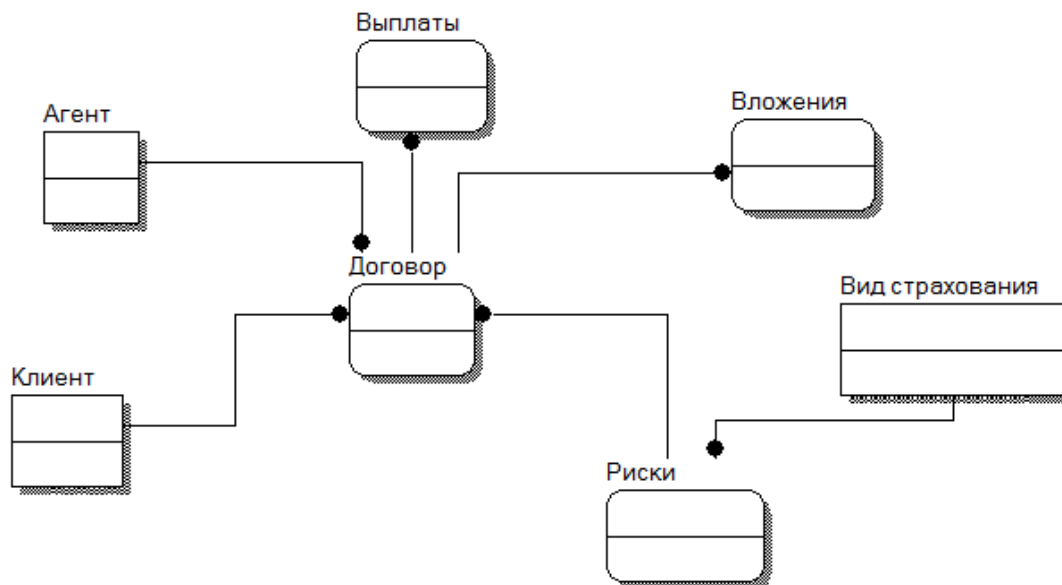 Выплаты
Вложения
Агент
Договор
Вид страхования
Клиент
Риски